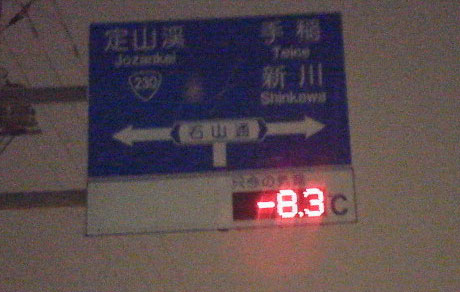 定山渓 手稲
Jozankei Teine
230 新川
Shinkawa
石山通
-8.3 C